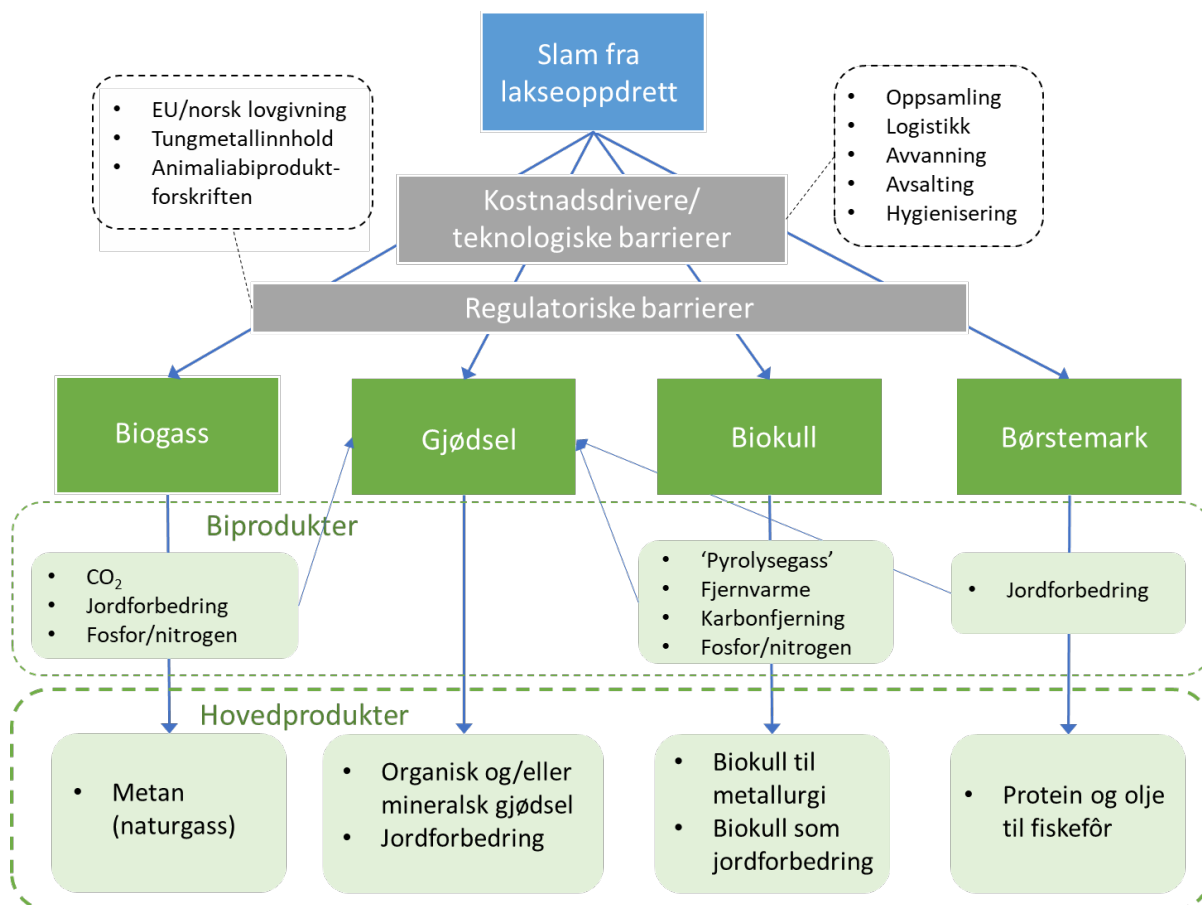 Slam fra
lakseoppdrett
• EU/norsk lovgivning
• Tungmetallinnhold
• Animaliabiprodukt-
forskriften
• Oppsamling
• Logistikk
• Avvanning
• Avsalting
• Hygienisering
Kostnadsdrivere/
teknologiske barrierer
Regulatoriske barrierer
Biogass
Gjødsel
Biokull
Børstemark
Biprodukter
• CO₂
• Jordforbedring
• Fosfor/nitrogen
• ‘Pyrolysegass’
• Fjernvarme
• Karbonfjerning
• Fosfor/nitrogen
• Jordforbedring
Hovedprodukter
• Metan
(naturgass)
• Organisk og/eller
mineralsk gjødsel
• Jordforbedring
• Biokull til
metallurgi
• Biokull som
jordforbedring
• Protein og olje
til fiskefôr